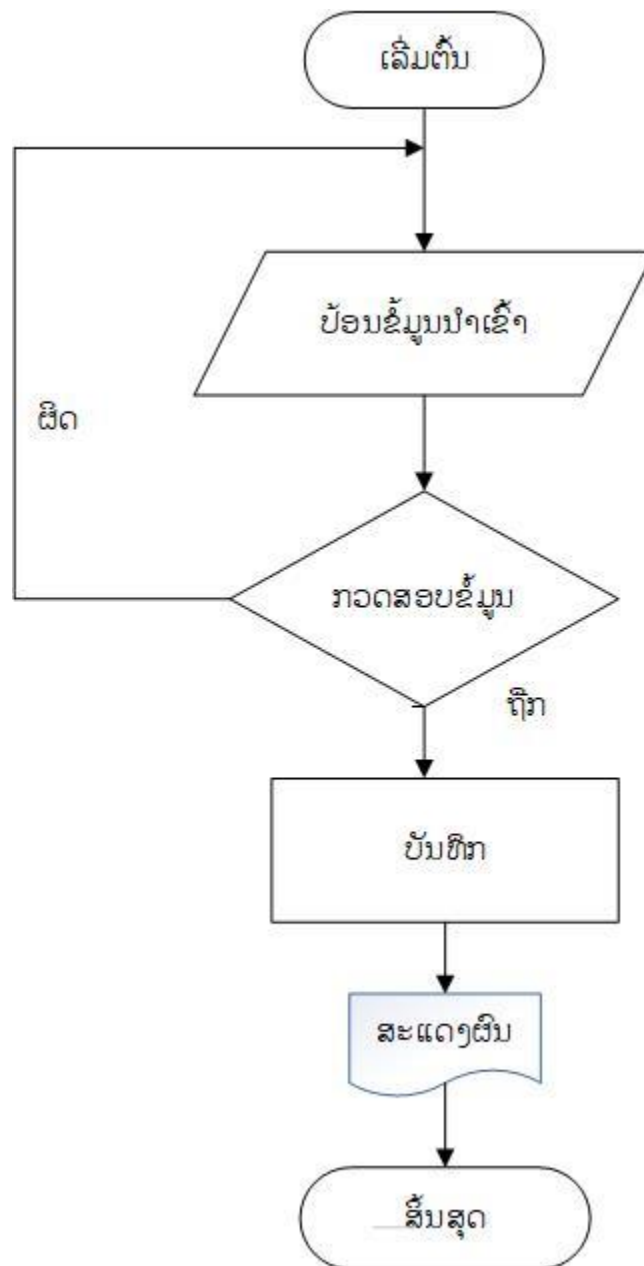 ເລີ່ມຕົ້ນ
ປ້ອນຂໍ້ມູນນຳເຂົ້າ
ຜິດ
ກວດສອບຂໍ້ມູນ
ຖືກ
ບັນທຶກ
ສະແດງຜົນ
ສິ້ນສຸດ